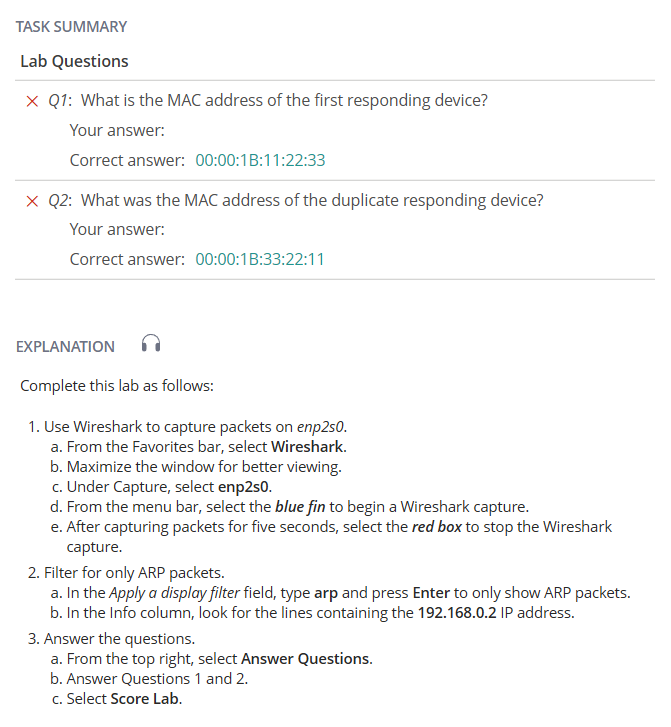 TASK SUMMARY
Lab Questions
✕ Q1: What is the MAC address of the first responding device?
Your answer:
Correct answer: 00:00:1B:11:22:33
✕ Q2: What was the MAC address of the duplicate responding device?
Your answer:
Correct answer: 00:00:1B:33:22:11
EXPLANATION
Complete this lab as follows:
1. Use Wireshark to capture packets on enp2s0.
a. From the Favorites bar, select Wireshark.
b. Maximize the window for better viewing.
c. Under Capture, select enp2s0.
d. From the menu bar, select the blue fin to begin a Wireshark capture.
e. After capturing packets for five seconds, select the red box to stop the Wireshark
capture.
2. Filter for only ARP packets.
a. In the Apply a display filter field, type arp and press Enter to only show ARP packets.
b. In the Info column, look for the lines containing the 192.168.0.2 IP address.
3. Answer the questions.
a. From the top right, select Answer Questions.
b. Answer Questions 1 and 2.
c. Select Score Lab.